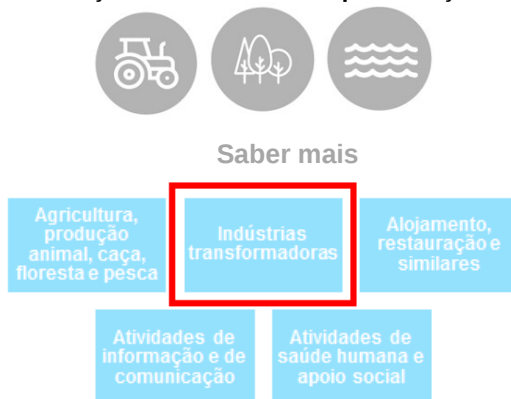 Saber mais
Agricultura,
produção
animal, caça,
floresta e pesca
Indústrias
transformadoras
Alojamento,
restauração e
similares
Atividades de
informação e de
comunicação
Atividades de
saúde humana e
apoio social